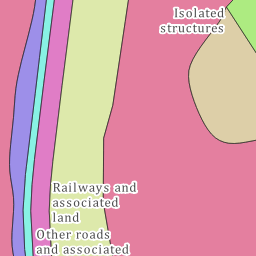 Isolated
structures
Railways and
associated
land
Other roads
and associated